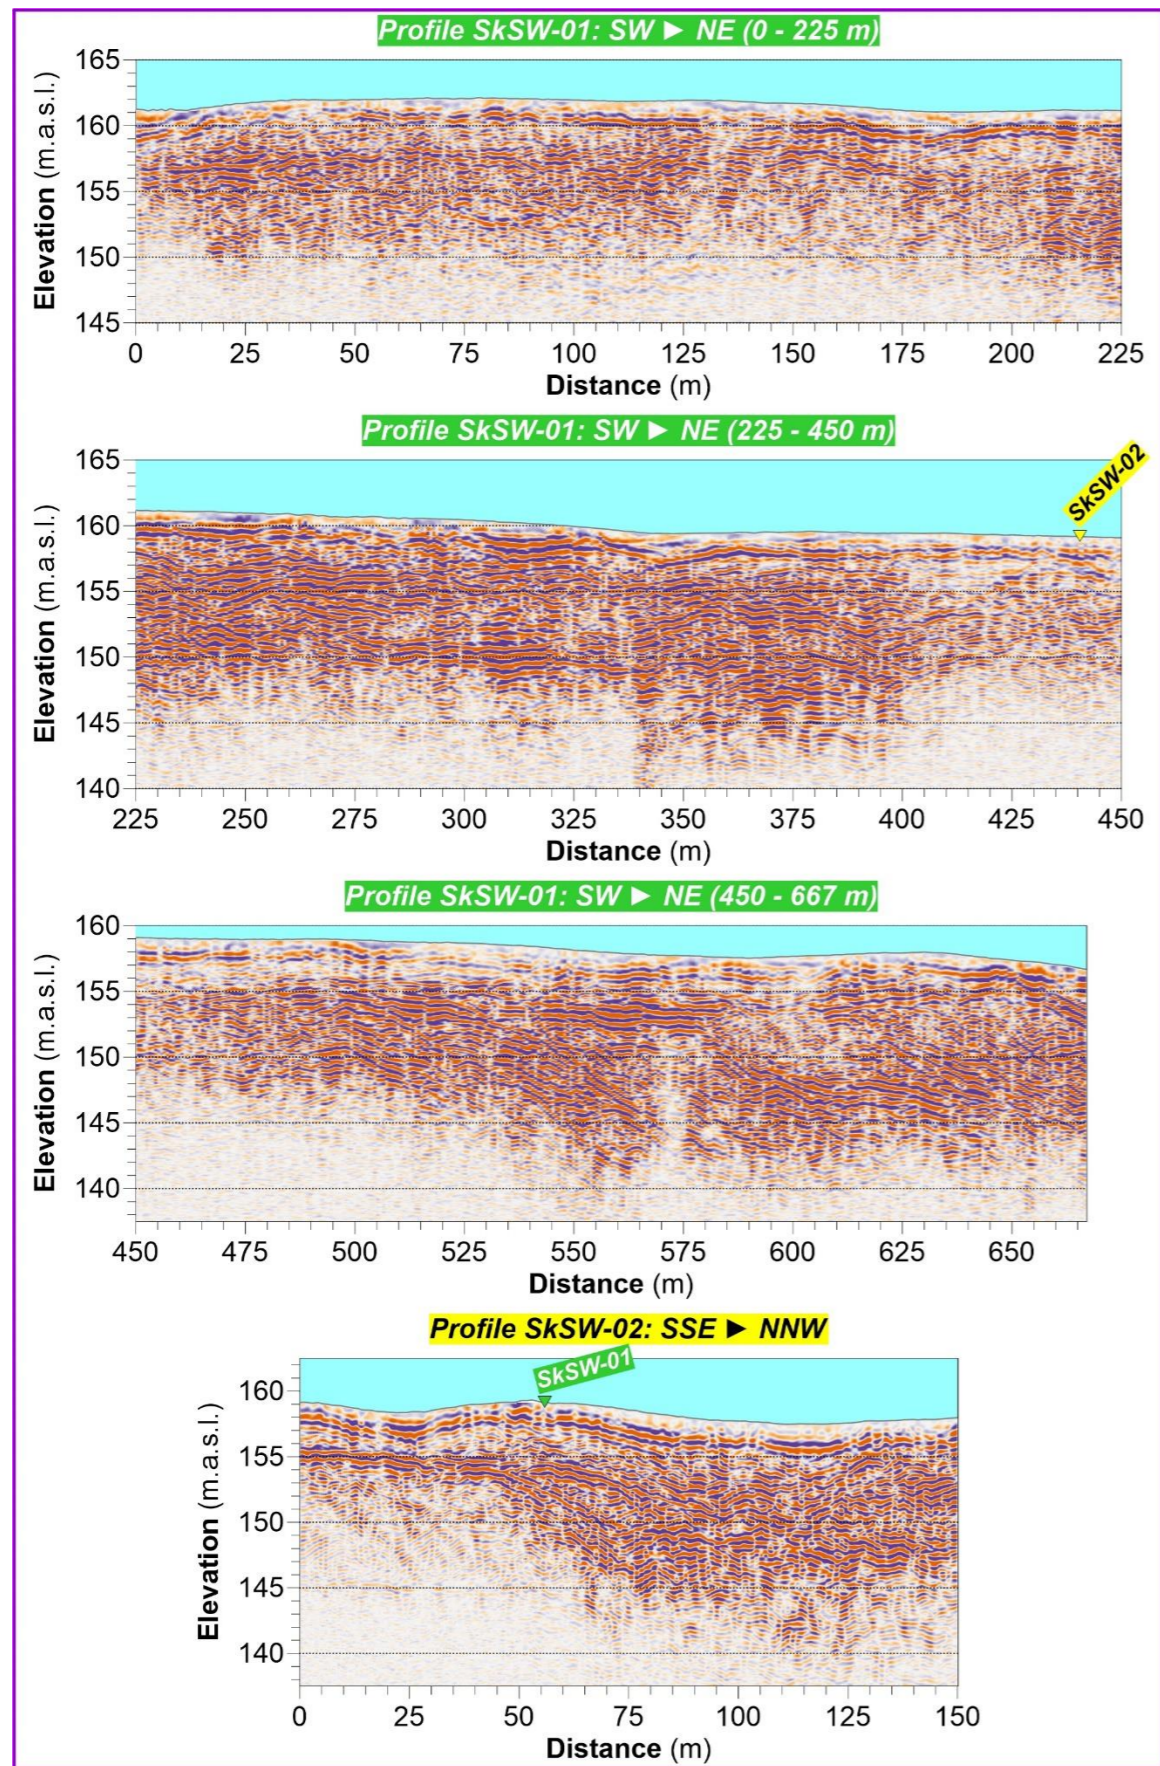 Profile SkSW-01: SW ► NE (0 - 225 m)
Elevation (m.a.s.l.)
165
160
155
150
145
0 25 50 75 100 125 150 175 200 225
Distance (m)
Profile SkSW-01: SW ► NE (225 - 450 m)
SkSW-02
Elevation (m.a.s.l.)
165
160
155
150
145
140
225 250 275 300 325 350 375 400 425 450
Distance (m)
Profile SkSW-01: SW ► NE (450 - 667 m)
Elevation (m.a.s.l.)
160
155
150
145
140
450 475 500 525 550 575 600 625 650
Distance (m)
Profile SkSW-02: SSE ► NNW
SkSW-01
Elevation (m.a.s.l.)
160
155
150
145
140
0 25 50 75 100 125 150
Distance (m)